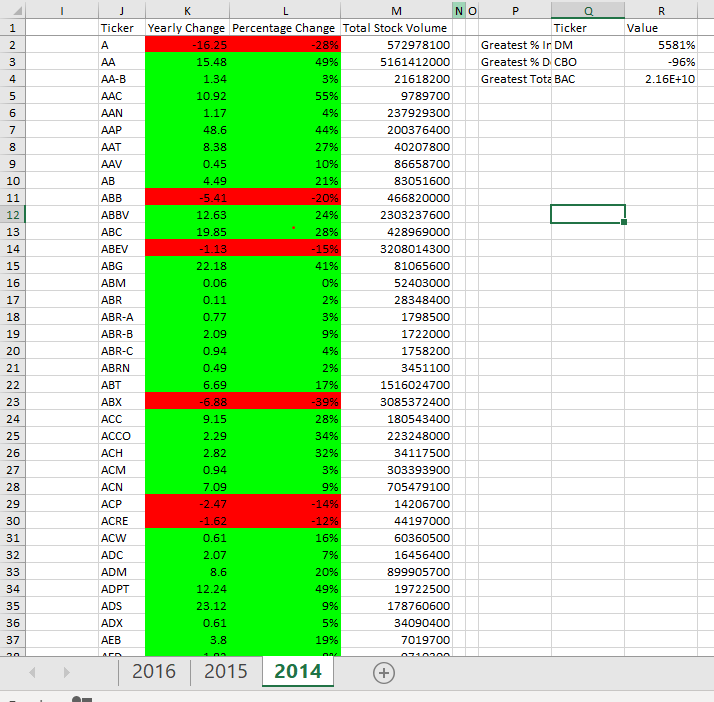 I J K L M N O P Q R
1 Ticker Yearly Change Percentage Change Total Stock Volume Ticker Value
2 A -16.25 -28% 572978100 Greatest % In DM 5581%
3 AA 15.48 49% 5161412000 Greatest % D CBO -96%
4 AA-B 1.34 3% 21618200 Greatest Tota BAC 2.16E+10
5 AAC 10.92 55% 9789700
6 AAN 1.17 4% 237929300
7 AAP 48.6 44% 200376400
8 AAT 8.38 27% 40207800
9 AAV 0.45 10% 86658700
10 AB 4.49 21% 83051600
11 ABB -5.41 -20% 466820000
12 ABBV 12.63 24% 2303237600
13 ABC 19.85 28% 428969000
14 ABEV -1.13 -15% 3208014300
15 ABG 22.18 41% 81065600
16 ABM 0.06 0% 52403000
17 ABR 0.11 2% 28348400
18 ABR-A 0.77 3% 1798500
19 ABR-B 2.09 9% 1722000
20 ABR-C 0.94 4% 1758200
21 ABRN 0.49 2% 3451100
22 ABT 6.69 17% 1516024700
23 ABX -6.88 -39% 3085372400
24 ACC 9.15 28% 180543400
25 ACCO 2.29 34% 223248000
26 ACH 2.82 32% 34117500
27 ACM 0.94 3% 303393900
28 ACN 7.09 9% 705479100
29 ACP -2.47 -14% 14206700
30 ACRE -1.62 -12% 44197000
31 ACW 0.61 16% 60360500
32 ADC 2.07 7% 16456400
33 ADM 8.6 20% 899905700
34 ADPT 12.24 49% 19722500
35 ADS 23.12 9% 178760600
36 ADX 0.61 5% 34090400
37 AEB 3.8 19% 7019700
2016 2015 2014